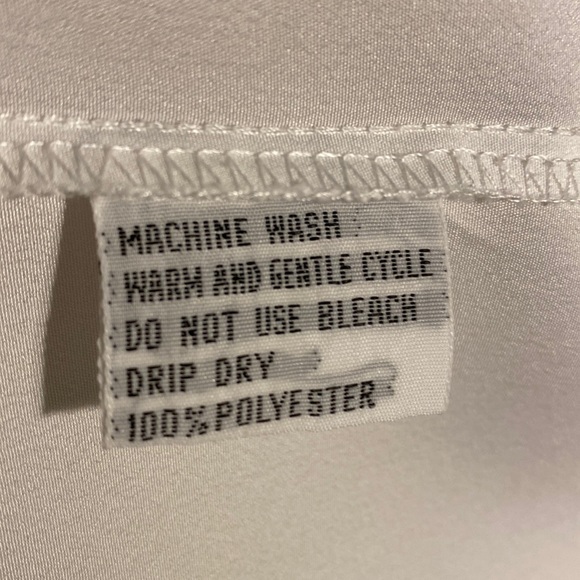 MACHINE WASH
WARM AND GENTLE CYCLE
DO NOT USE BLEACH
DRIP DRY
100% POLYESTER